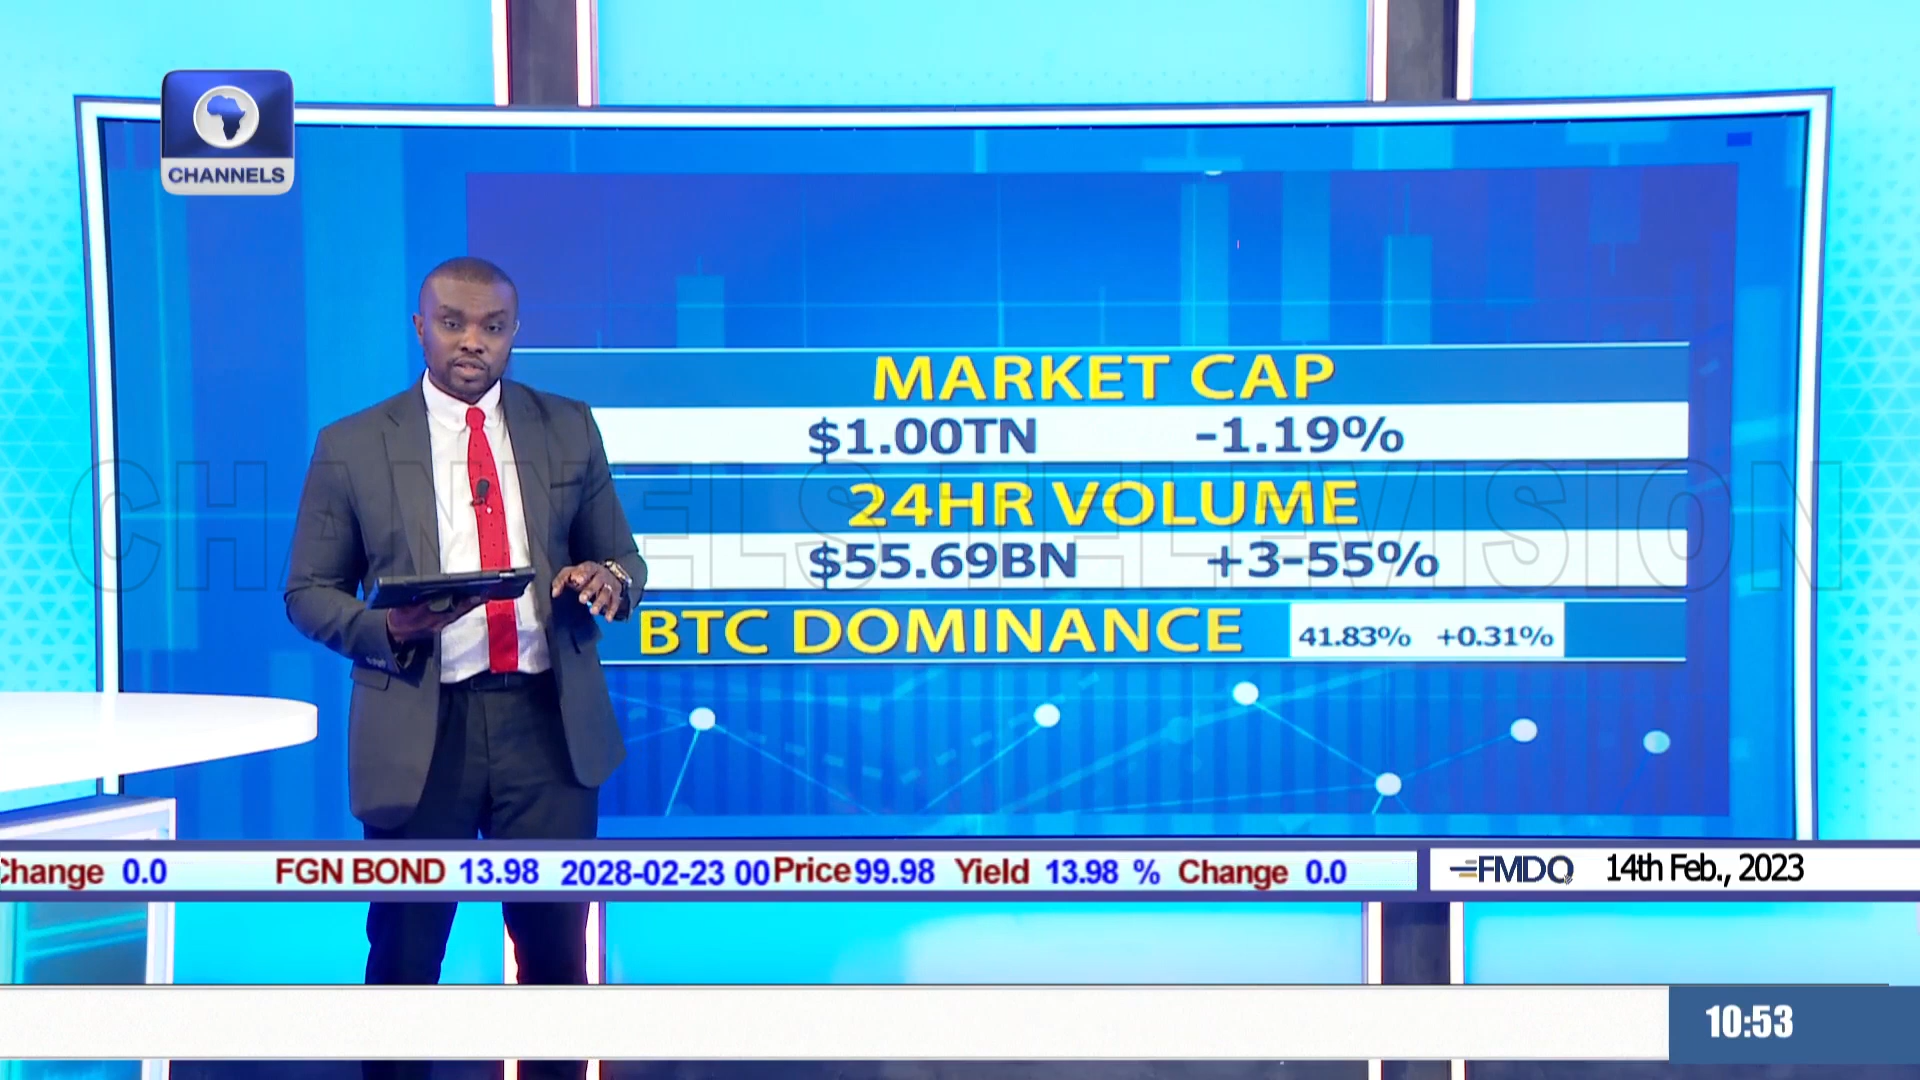 CHANNELS
MARKET CAP
$1.00TN -1.19%
24HR VOLUME
$55.69BN +3-55%
BTC DOMINANCE 41.83% +0.31%
CHANNELS TELEVISION
Change 0.0 FGN BOND 13.98 2028-02-23 00 Price 99.98 Yield 13.98 % Change 0.0 FMDQ 14th Feb., 2023
10:53